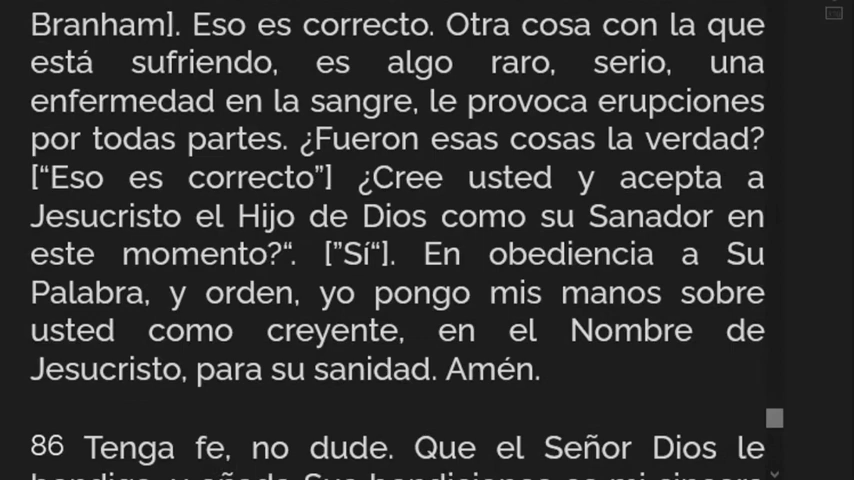 Branham]. Eso es correcto. Otra cosa con la que
está sufriendo, es algo raro, serio, una
enfermedad en la sangre, le provoca erupciones
por todas partes. ¿Fueron esas cosas la verdad?
[“Eso es correcto”] ¿Cree usted y acepta a
Jesucristo el Hijo de Dios como su Sanador en
este momento?“. [”Sí“]. En obediencia a Su
Palabra, y orden, yo pongo mis manos sobre
usted como creyente, en el Nombre de
Jesucristo, para su sanidad. Amén.
86 Tenga fe, no dude. Que el Señor Dios le